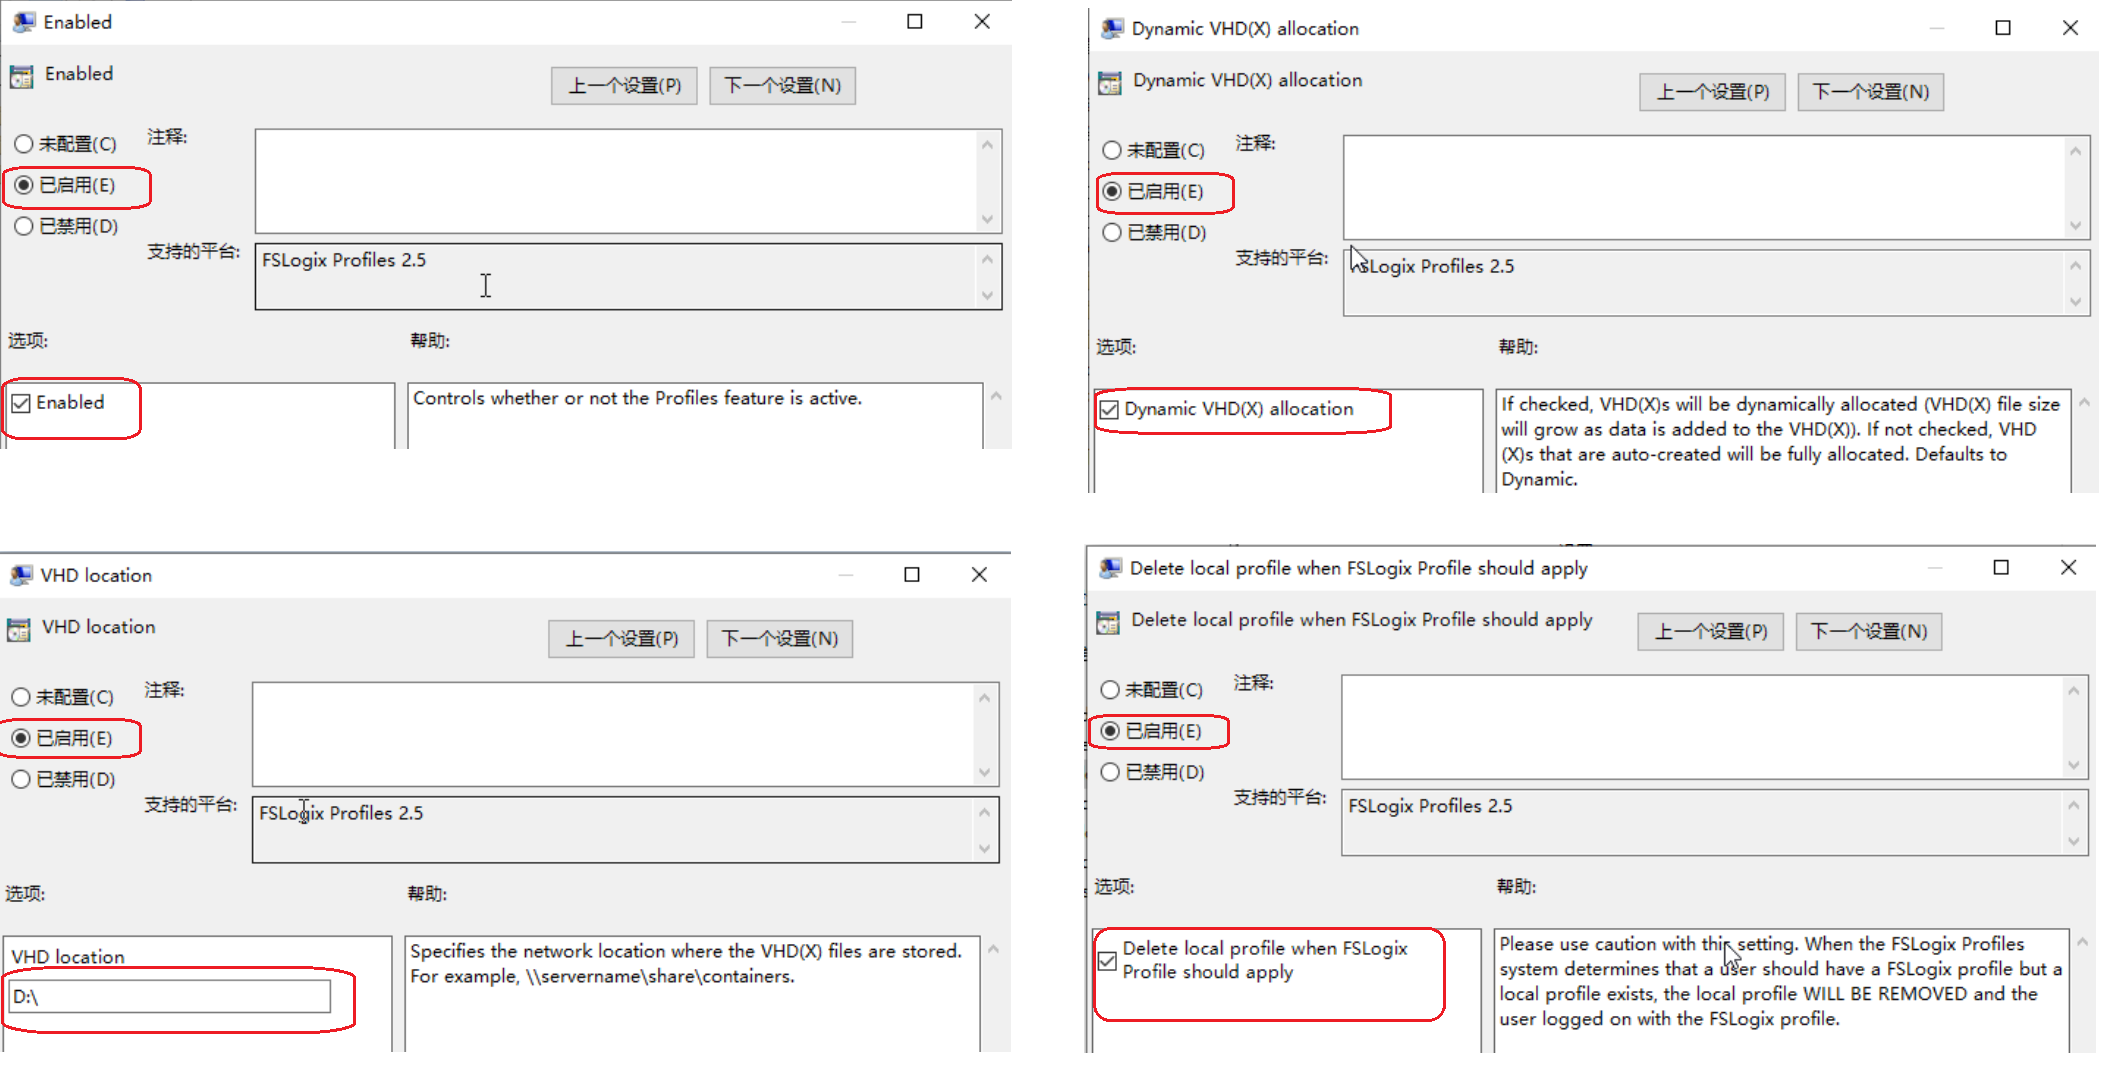 Enabled
Enabled
上一个设置(P)
下一个设置(N)
未配置(C)
注释:
已启用(E)
已禁用(D)
支持的平台:
FSLogix Profiles 2.5
选项:
帮助:
Enabled
Controls whether or not the Profiles feature is active.
Dynamic VHD(X) allocation
Dynamic VHD(X) allocation
上一个设置(P)
下一个设置(N)
未配置(C)
注释:
已启用(E)
已禁用(D)
支持的平台:
FSLogix Profiles 2.5
选项:
帮助:
Dynamic VHD(X) allocation
If checked, VHD(X)s will be dynamically allocated (VHD(X) file size
will grow as data is added to the VHD(X)). If not checked, VHD
(X)s that are auto-created will be fully allocated. Defaults to
Dynamic.
VHD location
VHD location
上一个设置(P)
下一个设置(N)
未配置(C)
注释:
已启用(E)
已禁用(D)
支持的平台:
FSLogix Profiles 2.5
选项:
帮助:
VHD location
D:\
Specifies the network location where the VHD(X) files are stored.
For example, \\servername\share\containers.
Delete local profile when FSLogix Profile should apply
Delete local profile when FSLogix Profile should apply
上一个设置(P)
下一个设置(N)
未配置(C)
注释:
已启用(E)
已禁用(D)
支持的平台:
FSLogix Profiles 2.5
选项:
帮助:
Delete local profile when FSLogix
Profile should apply
Please use caution with this setting. When the FSLogix Profiles
system determines that a user should have a FSLogix profile but a
local profile exists, the local profile WILL BE REMOVED and the
user logged on with the FSLogix profile.